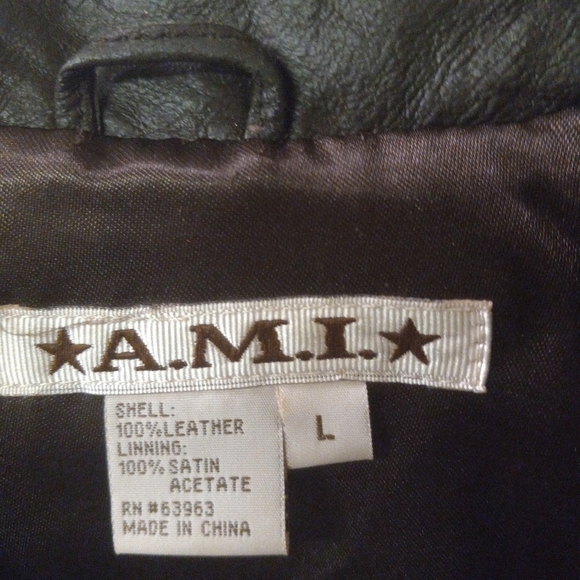 ★A.M.I.★
SHELL:
100% LEATHER
LINNING:
100% SATIN
ACETATE
RN #63963
MADE IN CHINA
L